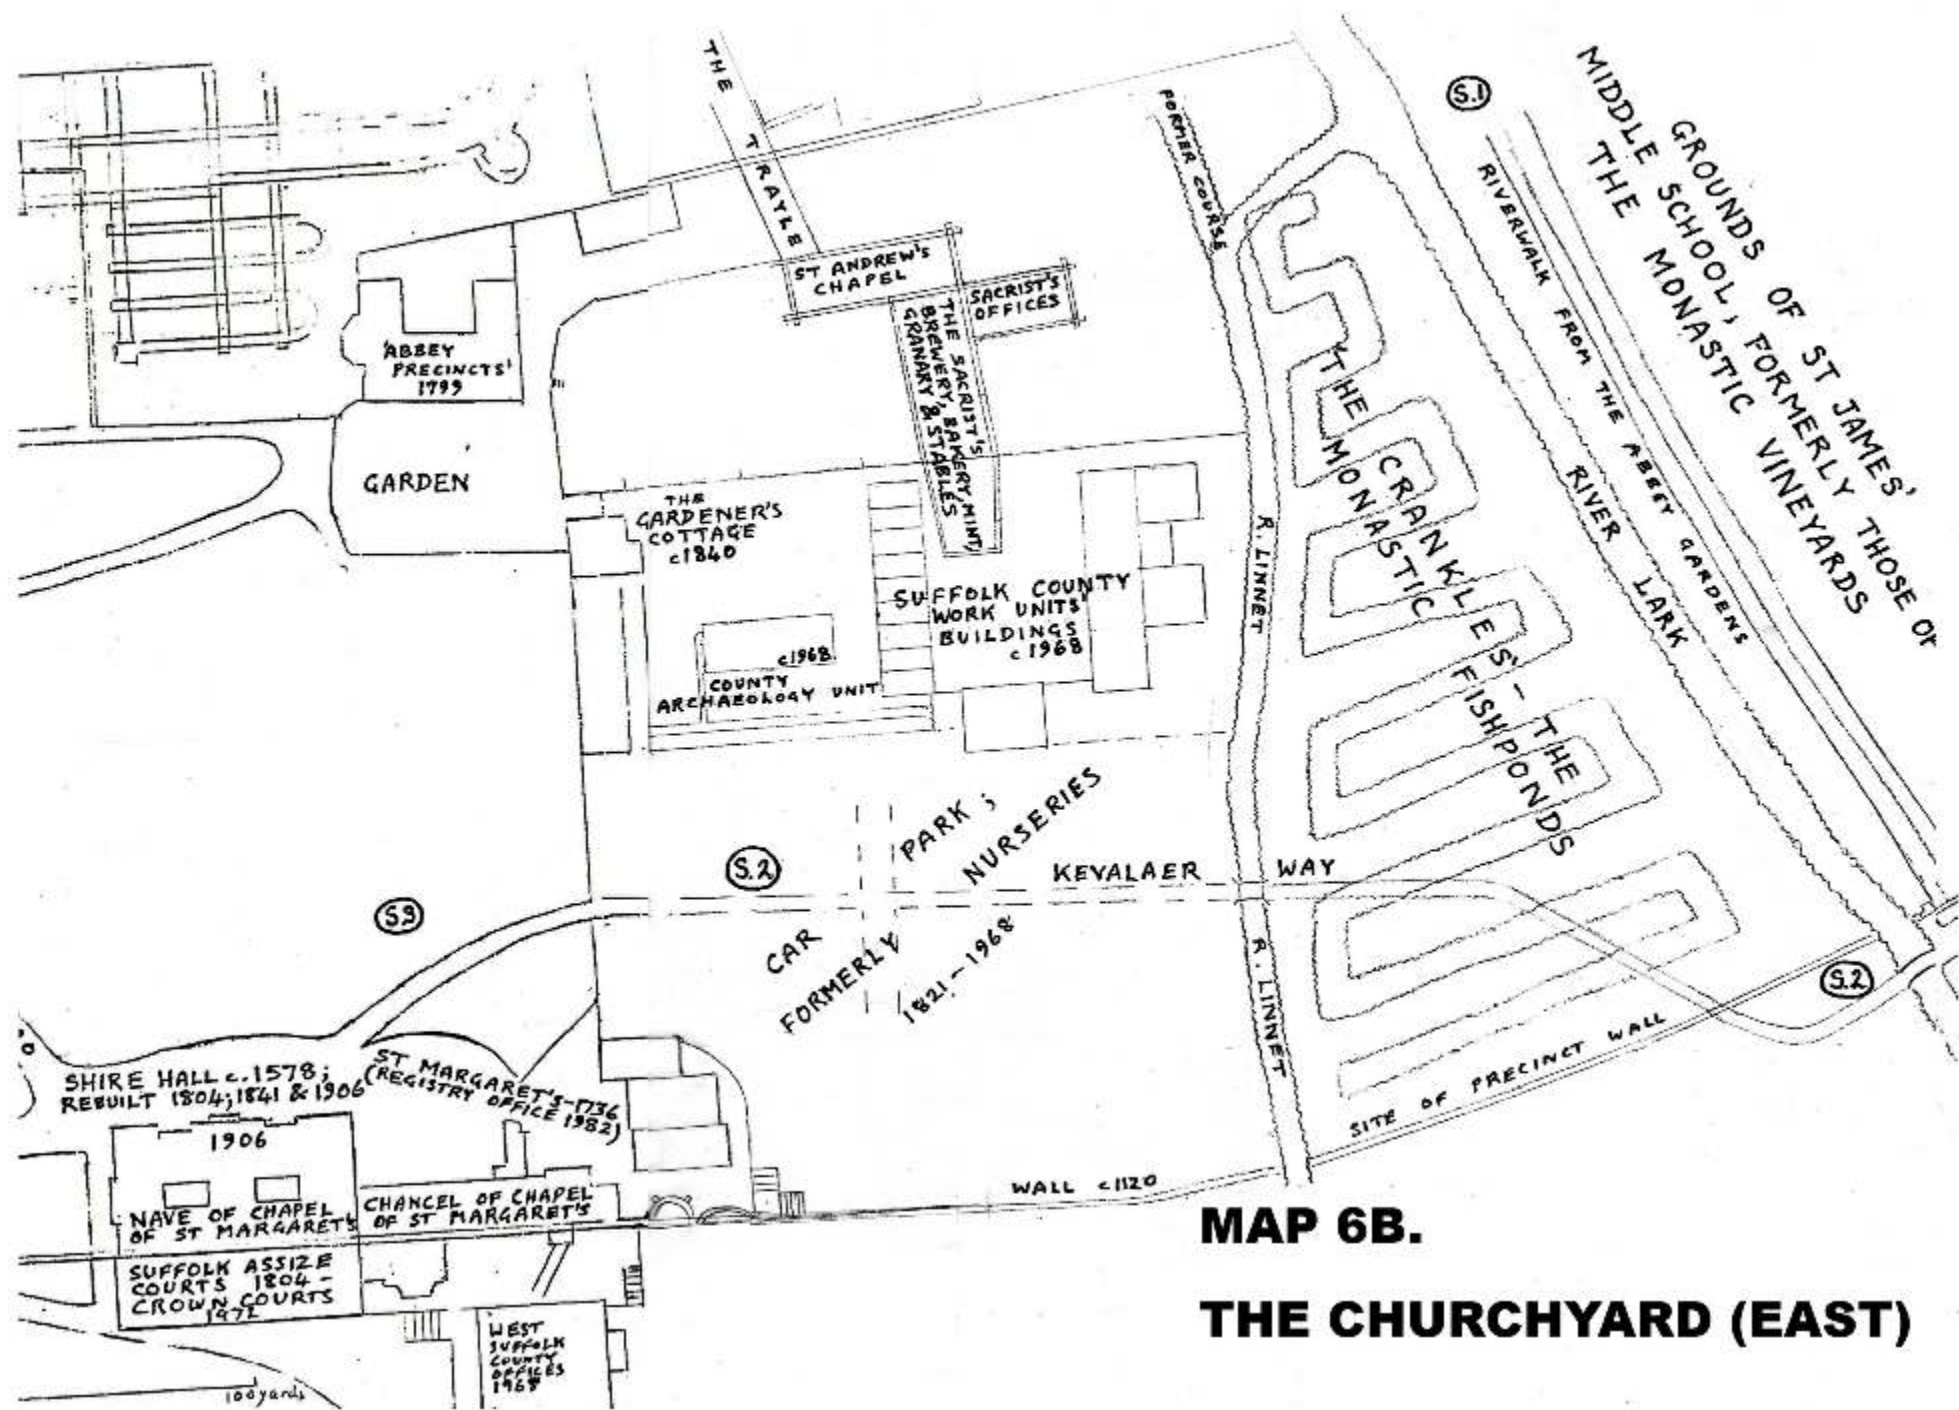 THE TRAYLE
FORMER COURSE
S.1
GROUNDS OF ST JAMES'
MIDDLE SCHOOL, FORMERLY THOSE OF
THE MONASTIC VINEYARDS
RIVERWALK FROM THE ABBEY GARDENS
RIVER LARK
ST ANDREW'S
CHAPEL
SACRIST'S
OFFICES
THE SACRIST'S
BREWERY, BAKERY, MINT,
GRANARY & STABLES
'ABBEY
PRECINCTS'
1799
GARDEN
THE
GARDENER'S
COTTAGE
c1840
'THE CRANKLES' - THE
MONASTIC FISHPONDS
R. LINNET
SUFFOLK COUNTY
WORK UNITS'
BUILDINGS
c1968
c1968
COUNTY
ARCHAEOLOGY UNIT
CAR PARK;
FORMERLY NURSERIES
1821-1968
S.2
KEVALAER WAY
S.3
R. LINNET
S.2
SITE OF PRECINCT WALL
SHIRE HALL c.1578;
REBUILT 1804; 1841 & 1906
ST MARGARET'S-1736
(REGISTRY OFFICE 1982)
1906
NAVE OF CHAPEL
OF ST MARGARET'S
CHANCEL OF CHAPEL
OF ST MARGARET'S
WALL c1120
SUFFOLK ASSIZE
COURTS 1804-
CROWN COURTS
1972
WEST
SUFFOLK
COUNTY
OFFICES
100 yards
MAP 6B.
THE CHURCHYARD (EAST)